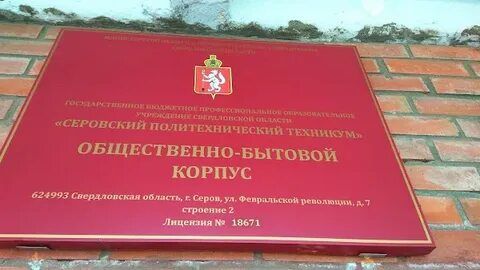 ГОСУДАРСТВЕННОЕ БЮДЖЕТНОЕ ПРОФЕССИОНАЛЬНОЕ ОБРАЗОВАТЕЛЬНОЕ
УЧРЕЖДЕНИЕ СВЕРДЛОВСКОЙ ОБЛАСТИ
«СЕРОВСКИЙ ПОЛИТЕХНИЧЕСКИЙ ТЕХНИКУМ»
ОБЩЕСТВЕННО-БЫТОВОЙ
КОРПУС
624993 Свердловская область, г. Серов, ул. Февральской революции, д.7
строение 2
Лицензия № 18671